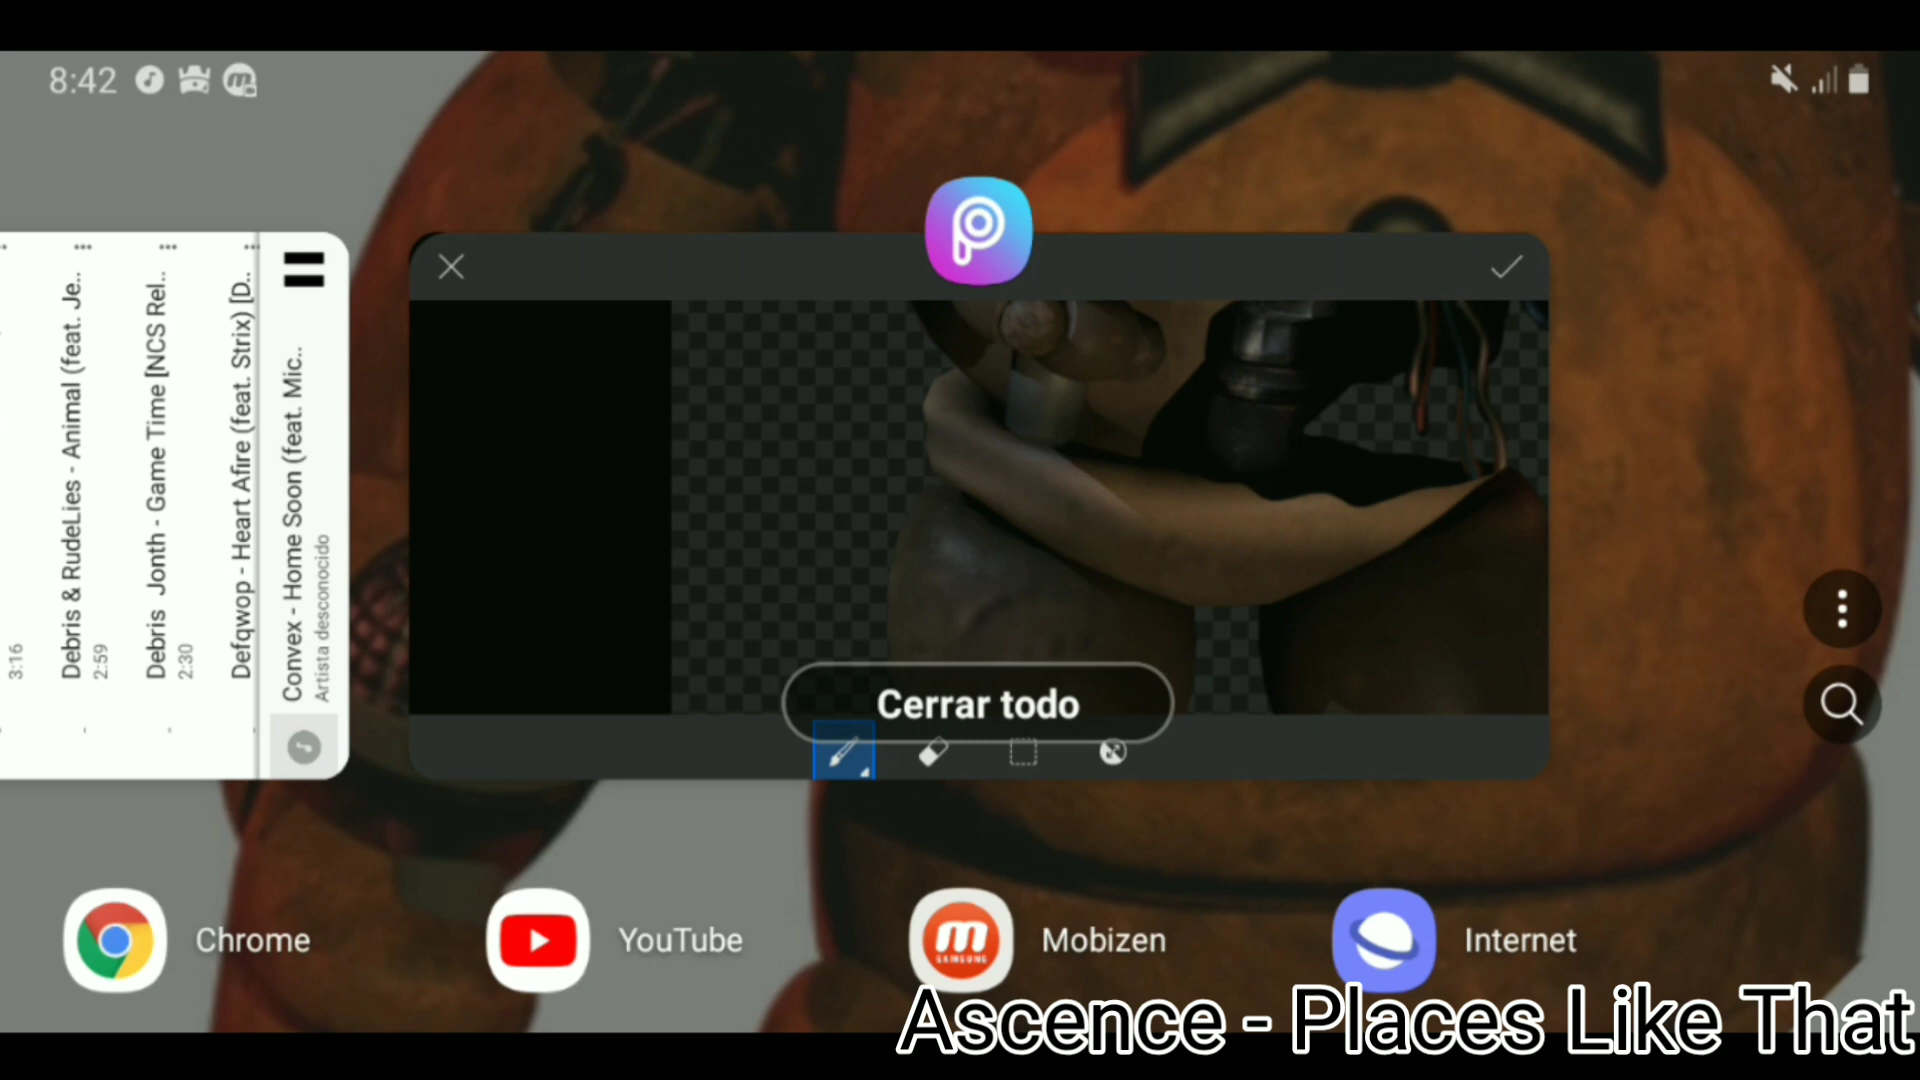 8:42
3:16
Debris & RudeLies - Animal (feat. Je..
2:59
Debris Jonth - Game Time [NCS Rel..
2:30
Defqwop - Heart Afire (feat. Strix) [D..
Convex - Home Soon (feat. Mic..
Artista desconocido
Cerrar todo
Chrome
YouTube
m
SAMSUNG
Mobizen
Internet
Ascence - Places Like That